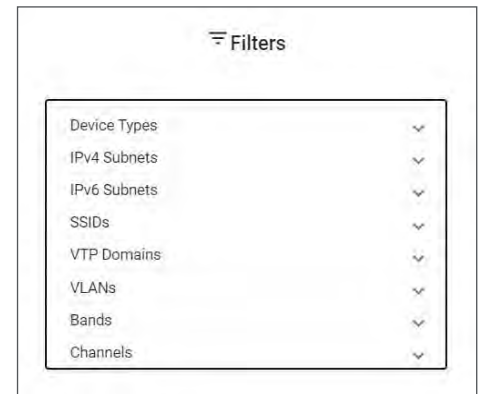 Filters
Device Types
IPv4 Subnets
IPv6 Subnets
SSIDs
VTP Domains
VLANs
Bands
Channels